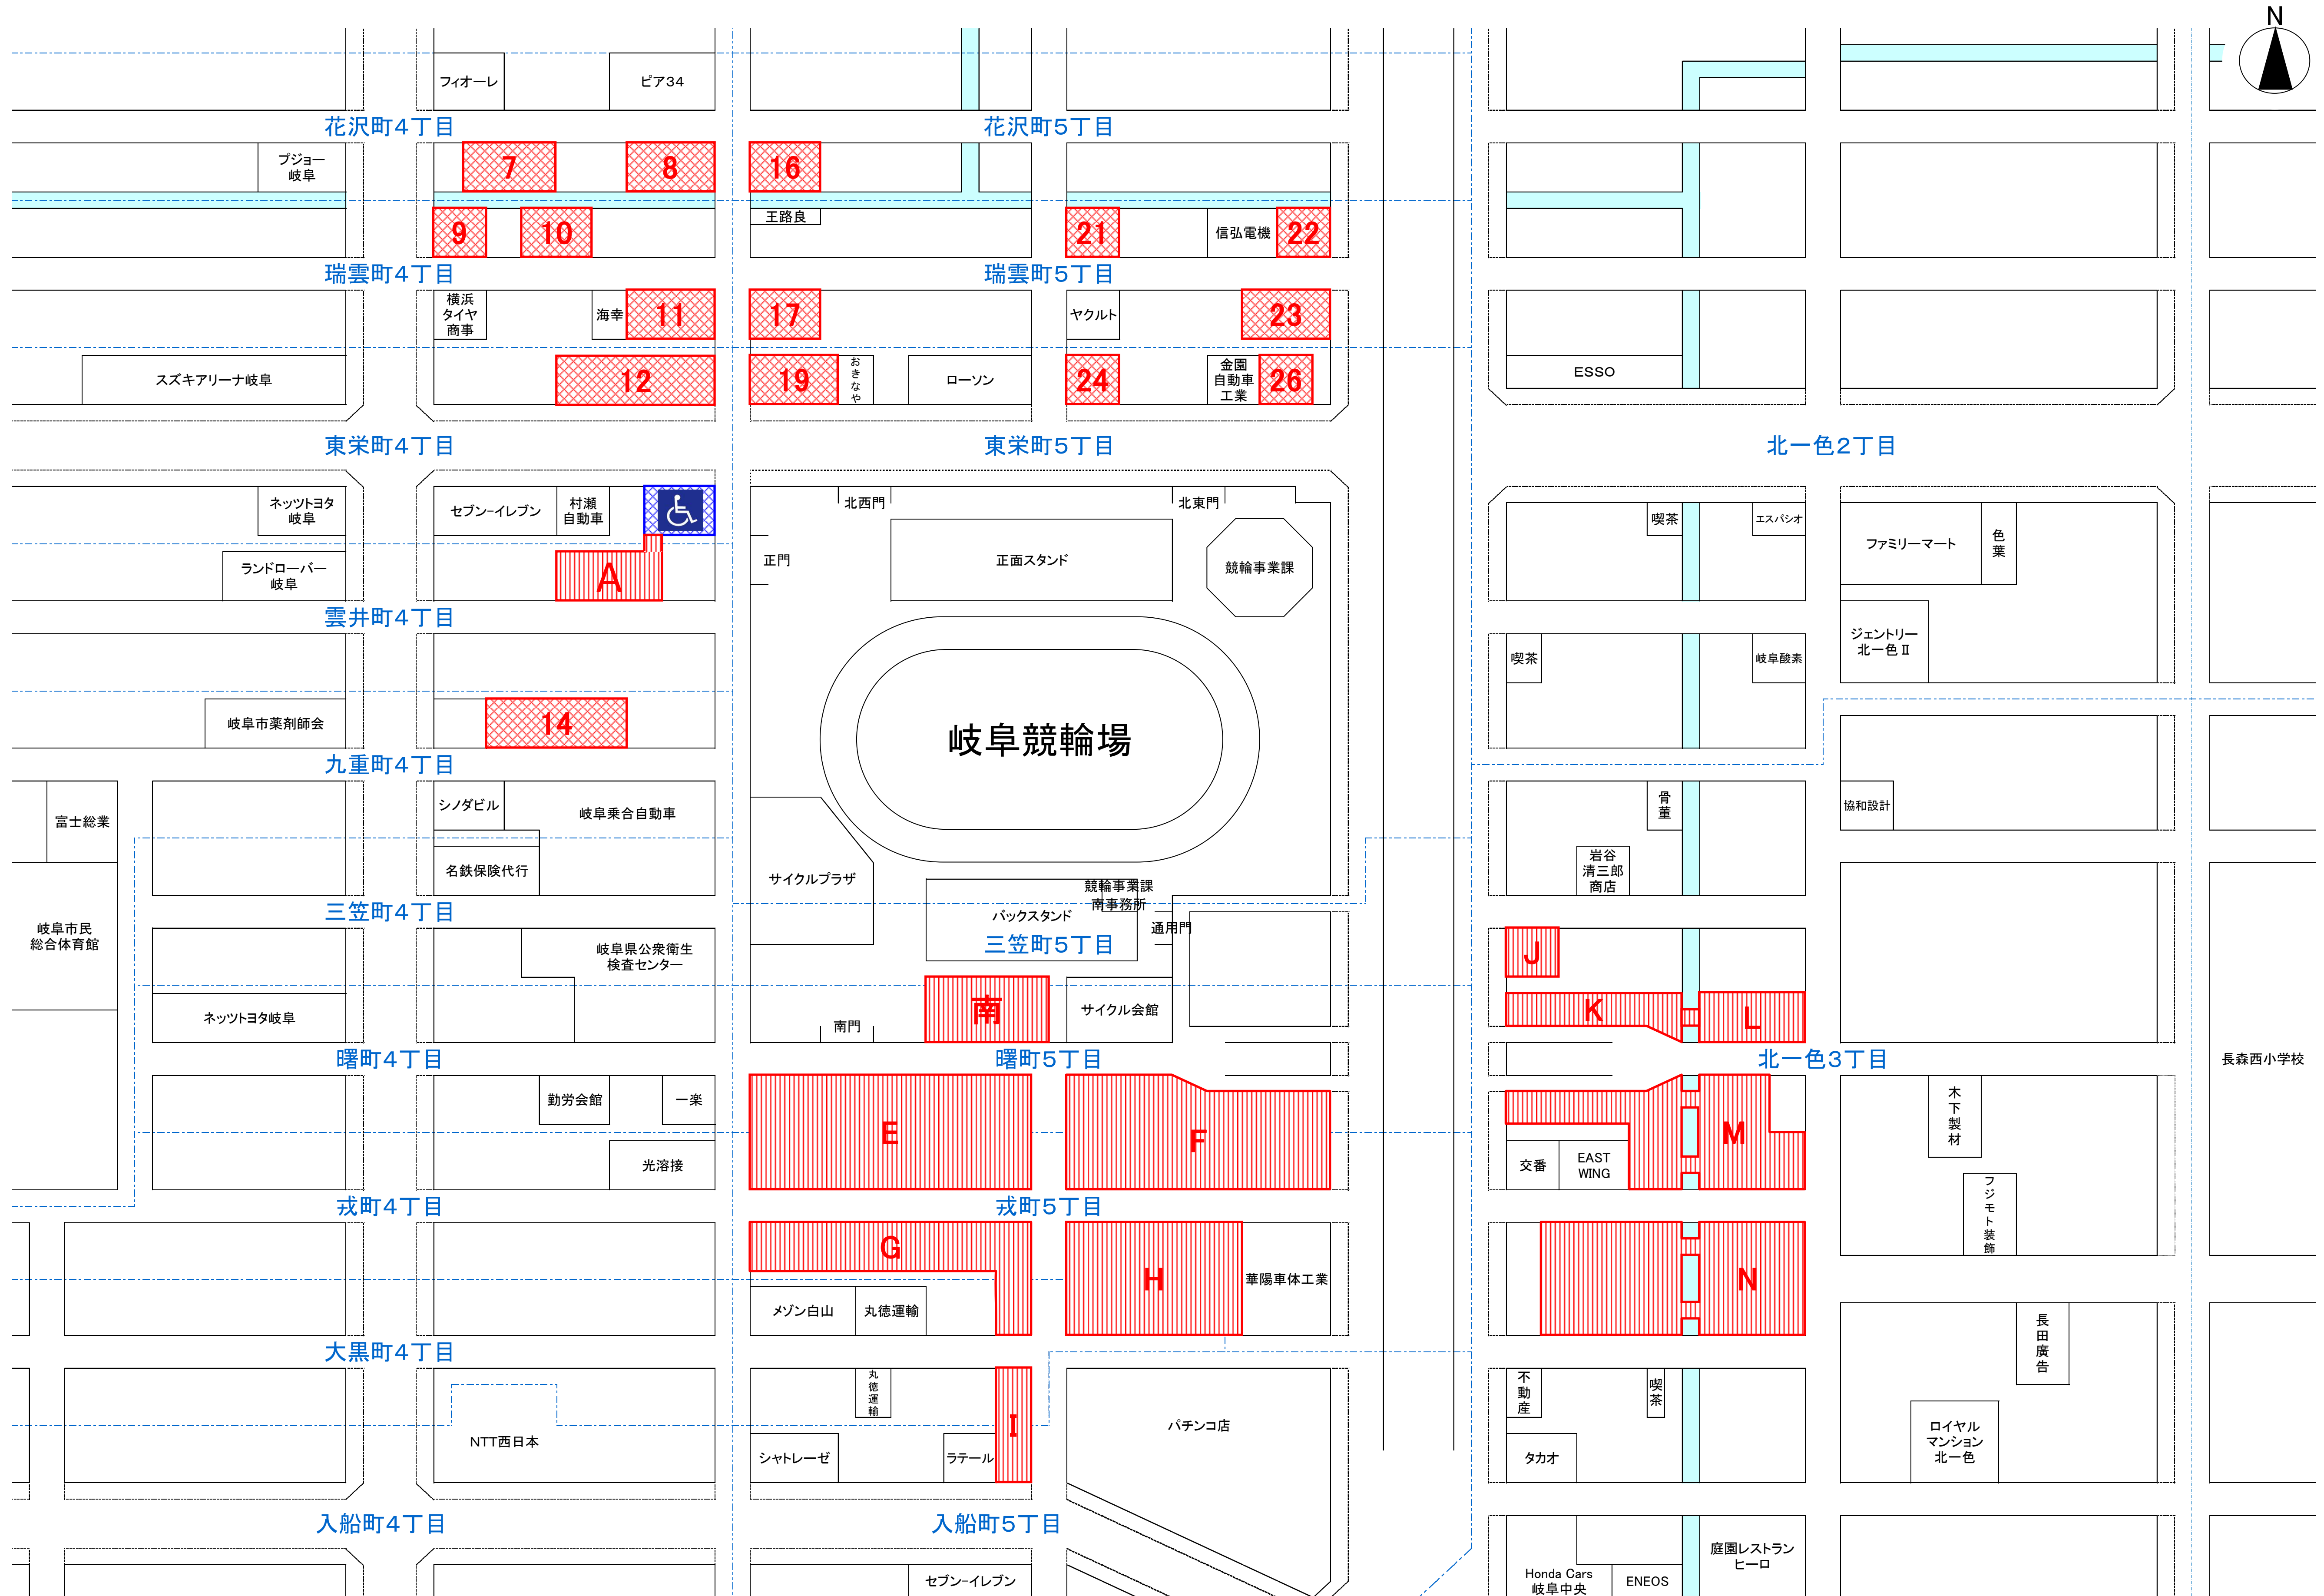 N
フィオーレ
ピア34
花沢町4丁目
花沢町5丁目
プジョー
岐阜
7
8
16
王路良
9
10
21
信弘電機
22
瑞雲町4丁目
瑞雲町5丁目
横浜
タイヤ
商事
海幸
11
17
ヤクルト
23
スズキアリーナ岐阜
12
19
おきなや
ローソン
24
金園
自動車
工業
26
ESSO
東栄町4丁目
東栄町5丁目
北一色2丁目
ネッツトヨタ
岐阜
セブン-イレブン
村瀬
自動車
北西門
北東門
喫茶
エスパシオ
ランドローバー
岐阜
A
正門
正面スタンド
競輪事業課
ファミリーマート
色葉
雲井町4丁目
喫茶
岐阜酸素
ジェントリー
北一色Ⅱ
岐阜市薬剤師会
14
岐阜競輪場
九重町4丁目
富士総業
シノダビル
岐阜乗合自動車
骨董
協和設計
名鉄保険代行
サイクルプラザ
岩谷
清三郎
商店
三笠町4丁目
競輪事業課
南事務所
バックスタンド
通用門
三笠町5丁目
岐阜市民
総合体育館
岐阜県公衆衛生
検査センター
J
ネッツトヨタ岐阜
南門
南
サイクル会館
K
L
曙町4丁目
曙町5丁目
北一色3丁目
長森西小学校
勤労会館
一楽
E
F
M
木下製材
光溶接
交番
EAST
WING
フジモト装飾
戎町4丁目
戎町5丁目
G
H
華陽車体工業
N
メゾン白山
丸徳運輸
長田廣告
大黒町4丁目
丸徳運輸
I
パチンコ店
不動産
喫茶
NTT西日本
シャトレーゼ
ラテール
タカオ
ロイヤル
マンション
北一色
入船町4丁目
入船町5丁目
セブン-イレブン
Honda Cars
岐阜中央
ENEOS
庭園レストラン
ヒーロ